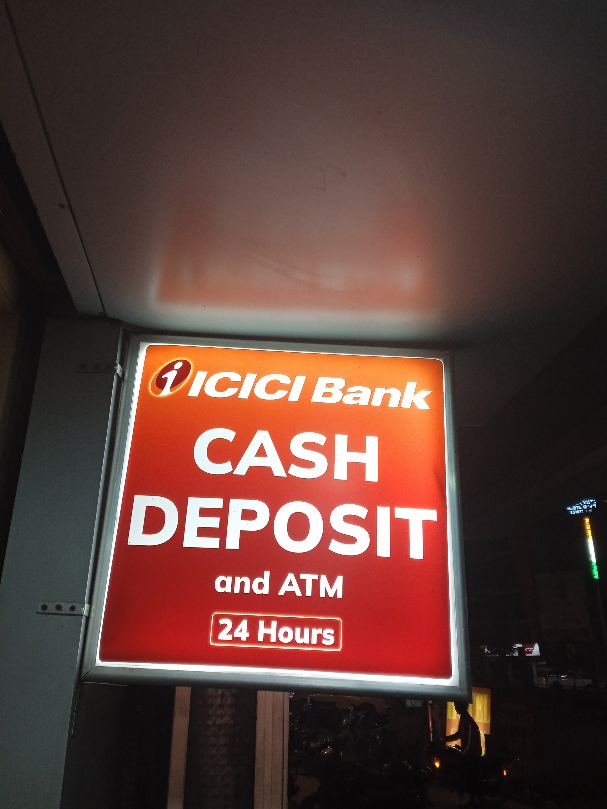 ICICI Bank
CASH
DEPOSIT
and ATM
24 Hours